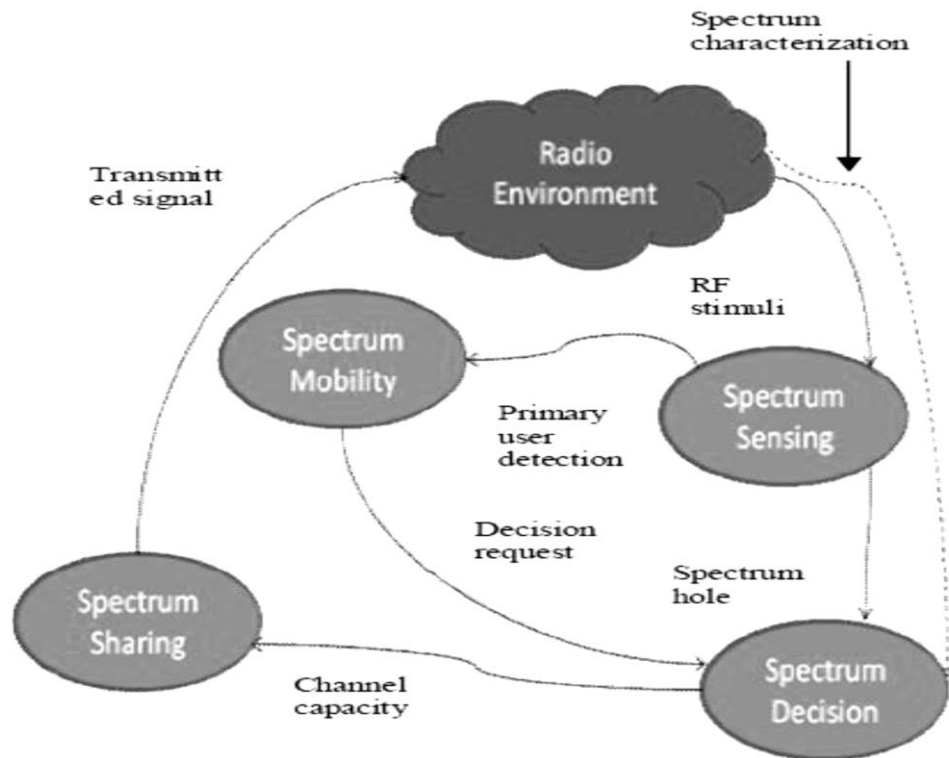 Spectrum
characterization
Radio
Environment
Transmitt
ed signal
RF
stimuli
Spectrum
Mobility
Spectrum
Sensing
Primary
user
detection
Decision
request
Spectrum
hole
Spectrum
Sharing
Spectrum
Decision
Channel
capacity